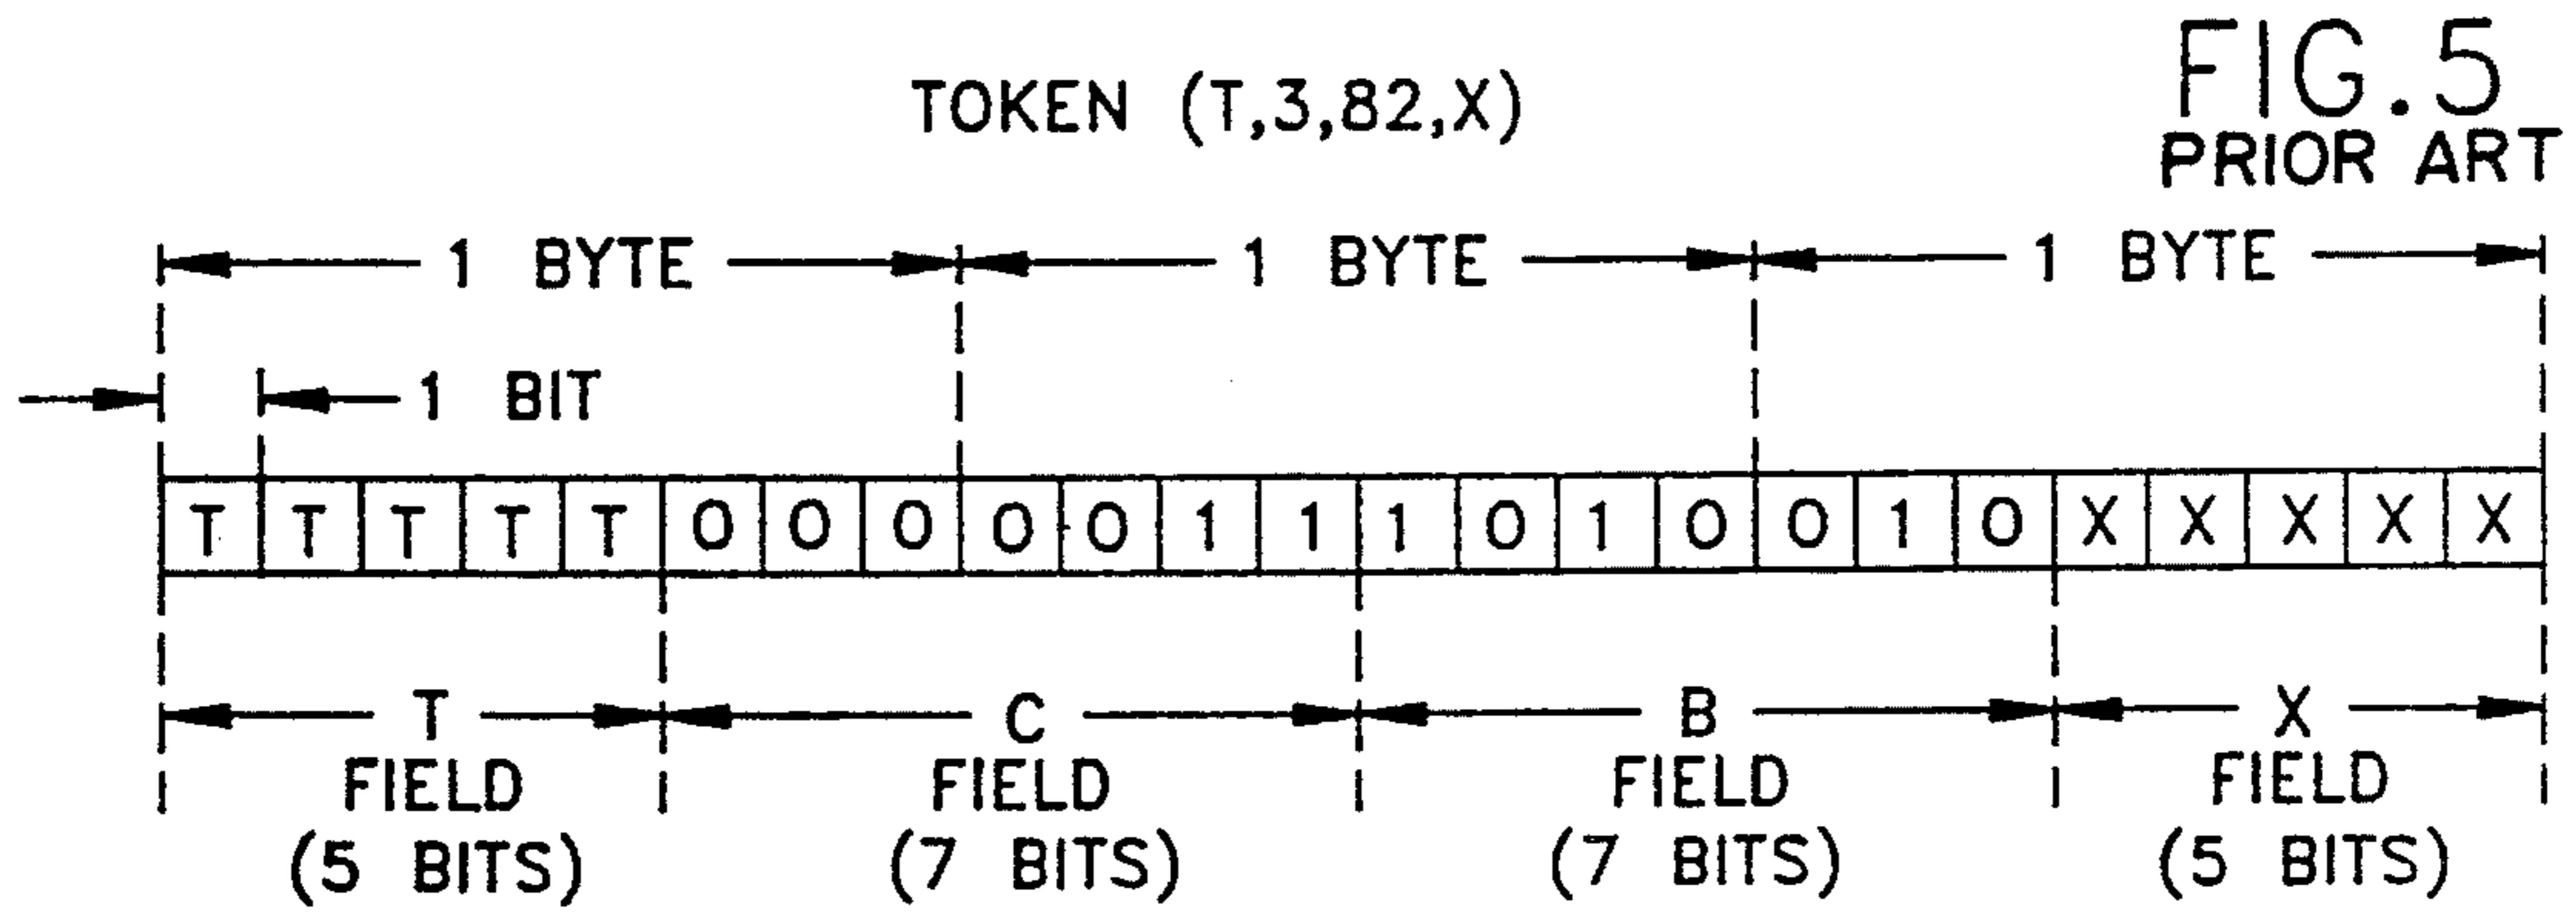 FIG.5
PRIOR ART
TOKEN (T,3,82,X)
1 BYTE 1 BYTE 1 BYTE
1 BIT
T T T T T 0 0 0 0 0 1 1 1 0 1 0 0 1 0 X X X X X
T C B X
FIELD FIELD FIELD FIELD
(5 BITS) (7 BITS) (7 BITS) (5 BITS)